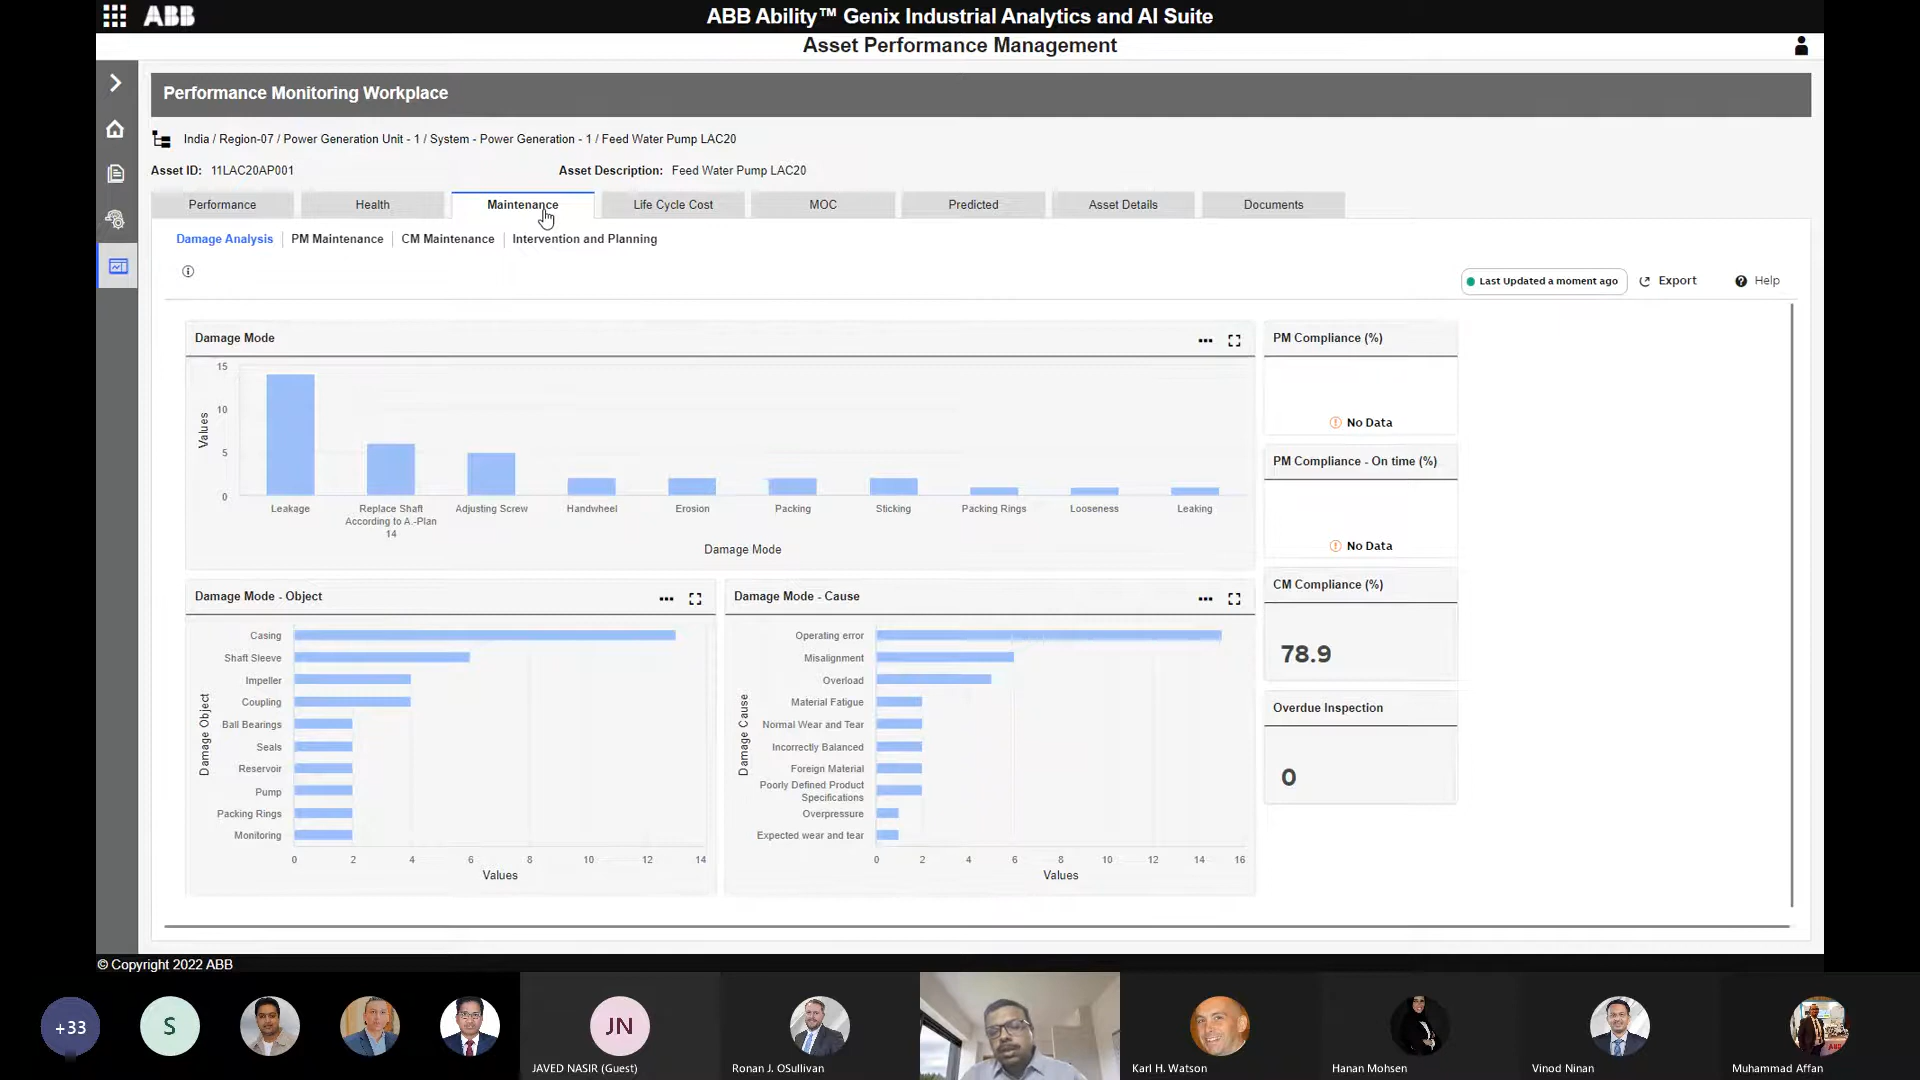 ABB
ABB Ability™ Genix Industrial Analytics and AI Suite
Asset Performance Management
Performance Monitoring Workplace
India / Region-07 / Power Generation Unit - 1 / System - Power Generation - 1 / Feed Water Pump LAC20
Asset ID: 11LAC20AP001
Asset Description: Feed Water Pump LAC20
Performance
Health
Maintenance
Life Cycle Cost
MOC
Predicted
Asset Details
Documents
Damage Analysis
PM Maintenance
CM Maintenance
Intervention and Planning
Last Updated a moment ago
Export
Help
Damage Mode
15
10
5
0
Values
Leakage
Replace Shaft
According to A.-Plan
14
Adjusting Screw
Handwheel
Erosion
Packing
Sticking
Packing Rings
Looseness
Leaking
Damage Mode
PM Compliance (%)
No Data
PM Compliance - On time (%)
No Data
CM Compliance (%)
78.9
Overdue Inspection
0
Damage Mode - Object
Damage Object
Casing
Shaft Sleeve
Impeller
Coupling
Ball Bearings
Seals
Reservoir
Pump
Packing Rings
Monitoring
0 2 4 6 8 10 12 14
Values
Damage Mode - Cause
Damage Cause
Operating error
Misalignment
Overload
Material Fatigue
Normal Wear and Tear
Incorrectly Balanced
Foreign Material
Poorly Defined Product
Specifications
Overpressure
Expected wear and tear
0 2 4 6 8 10 12 14 16
Values
© Copyright 2022 ABB
+33
S
JN
JAVED NASIR (Guest)
Ronan J. OSullivan
Karl H. Watson
Hanan Mohsen
Vinod Ninan
Muhammad Affan